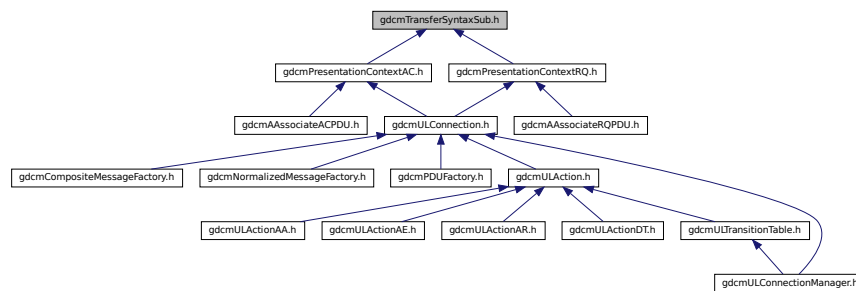 gdcmTransferSyntaxSub.h
gdcmPresentationContextAC.h
gdcmPresentationContextRQ.h
gdcmAAssociateACPDU.h
gdcmULConnection.h
gdcmAAssociateRQPDU.h
gdcmCompositeMessageFactory.h
gdcmNormalizedMessageFactory.h
gdcmPDUFactory.h
gdcmULAction.h
gdcmULActionAA.h
gdcmULActionAE.h
gdcmULActionAR.h
gdcmULActionDT.h
gdcmULTransitionTable.h
gdcmULConnectionManager.h